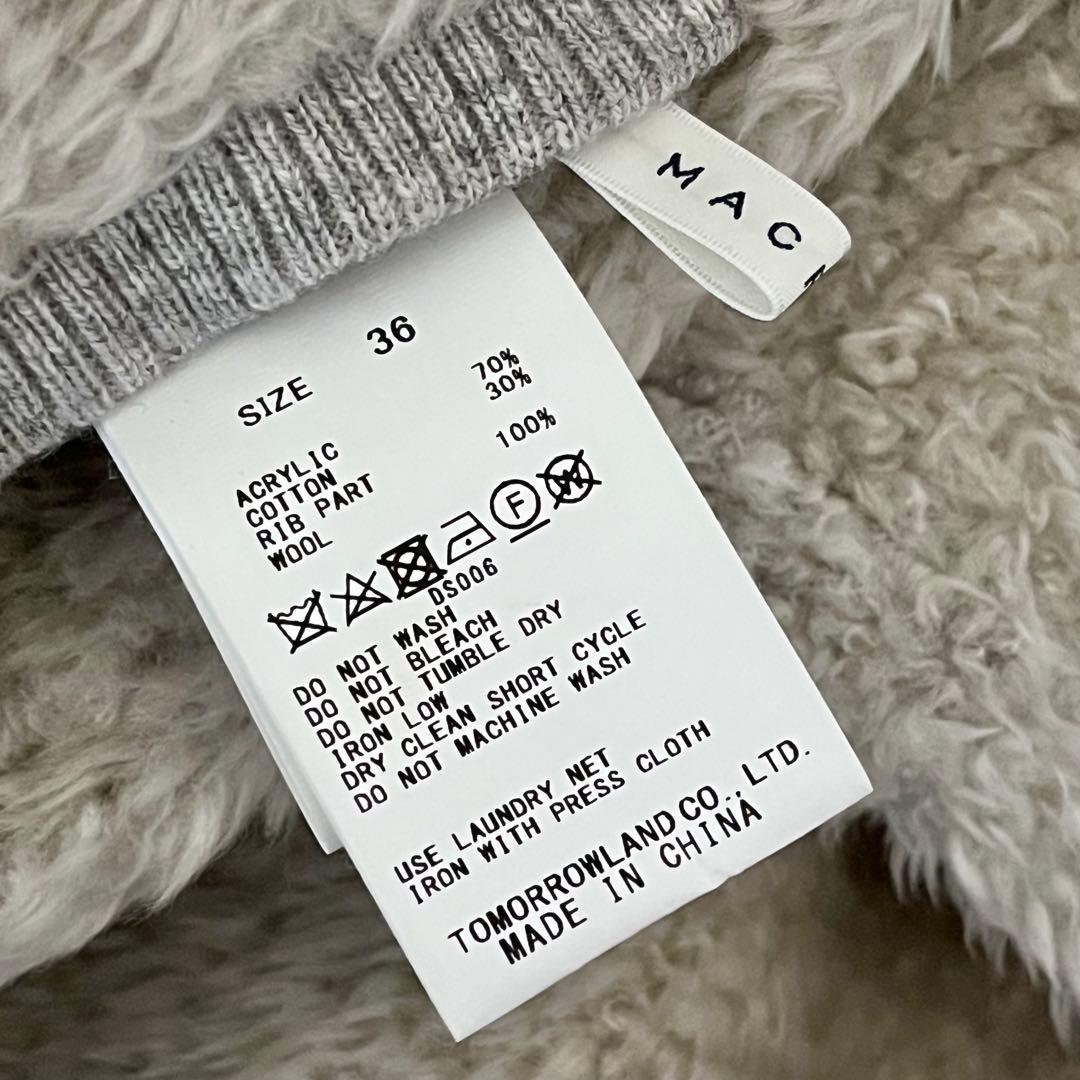 MAC
SIZE 36
ACRYLIC 70%
COTTON 30%
RIB PART
WOOL 100%
F W
DS006
DO NOT WASH
DO NOT BLEACH
DO NOT TUMBLE DRY
IRON LOW
DRY CLEAN SHORT CYCLE
DO NOT MACHINE WASH
USE LAUNDRY NET
IRON WITH PRESS CLOTH
TOMORROWLAND CO.,LTD.
MADE IN CHINA